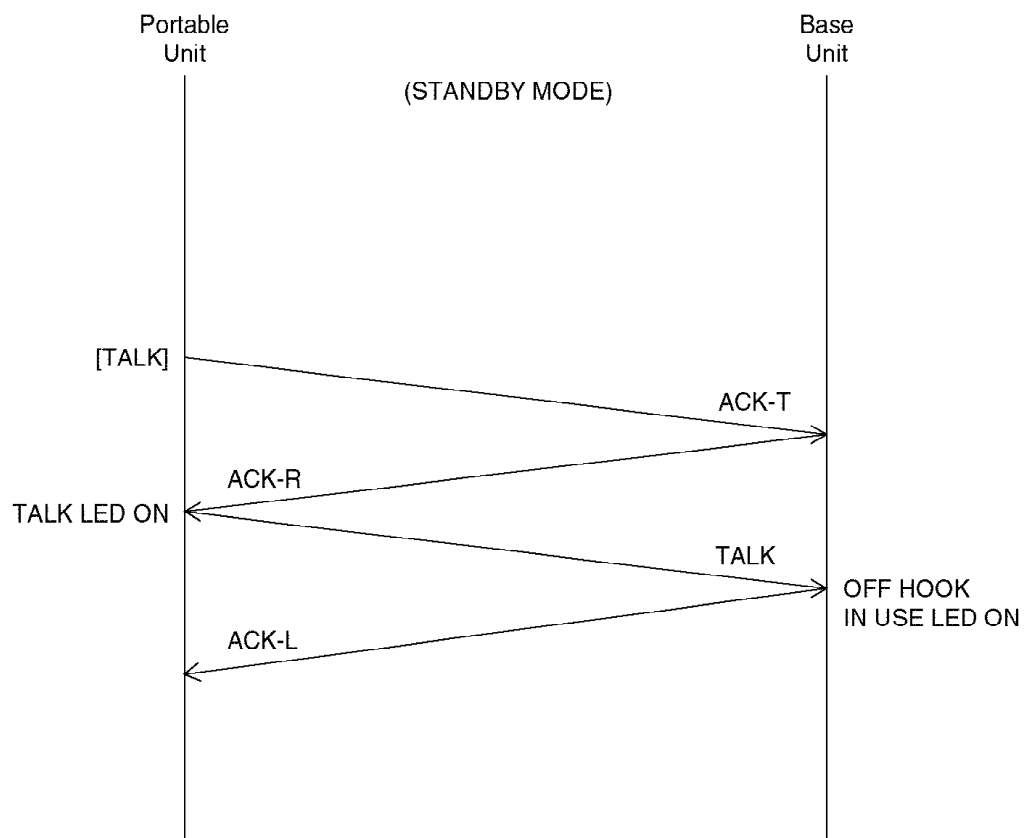 Portable
Unit
Base
Unit
(STANDBY MODE)
[TALK]
ACK-T
ACK-R
TALK LED ON
TALK
OFF HOOK
IN USE LED ON
ACK-L